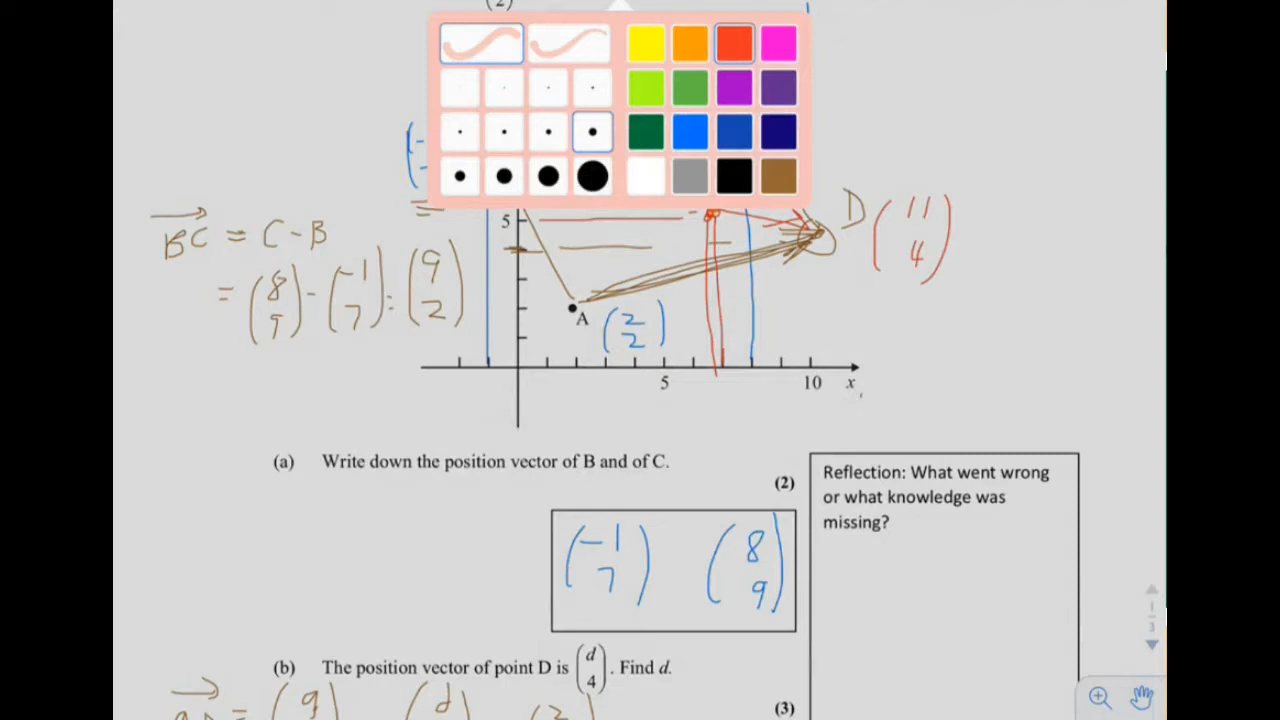 (2)
5
D (11 4)
BC = C - B
= (8 9) - (-1 7) = (9 2)
A (2 2)
5 10 x
(a) Write down the position vector of B and of C.
(2)
Reflection: What went wrong
or what knowledge was
missing?
(-1 7) (8 9)
(b) The position vector of point D is (d 4). Find d.
(3)
1
3